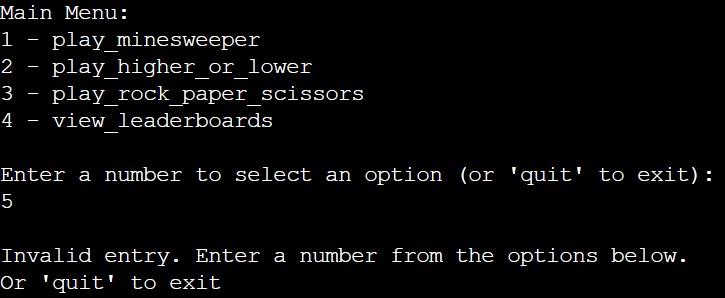 Main Menu:
1 - play_minesweeper
2 - play_higher_or_lower
3 - play_rock_paper_scissors
4 - view_leaderboards
Enter a number to select an option (or 'quit' to exit):
5
Invalid entry. Enter a number from the options below.
Or 'quit' to exit